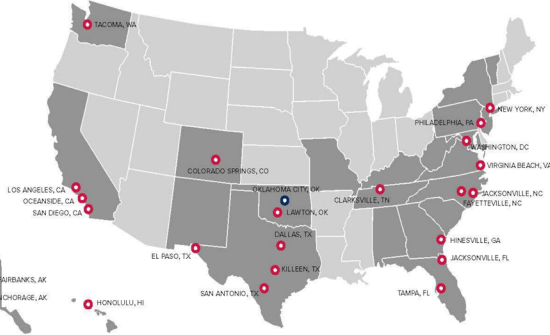 TACOMA, WA
NEW YORK, NY
PHILADELPHIA, PA
WASHINGTON, DC
COLORADO SPRINGS, CO
VIRGINIA BEACH, VA
LOS ANGELES, CA
OKLAHOMA CITY, OK
JACKSONVILLE, NC
OCEANSIDE, CA
CLARKSVILLE, TN
FAYETTEVILLE, NC
SAN DIEGO, CA
LAWTON, OK
DALLAS, TX
HINESVILLE, GA
EL PASO, TX
JACKSONVILLE, FL
KILLEEN, TX
AIRBANKS, AK
SAN ANTONIO, TX
TAMPA, FL
NCHORAGE, AK
HONOLULU, HI